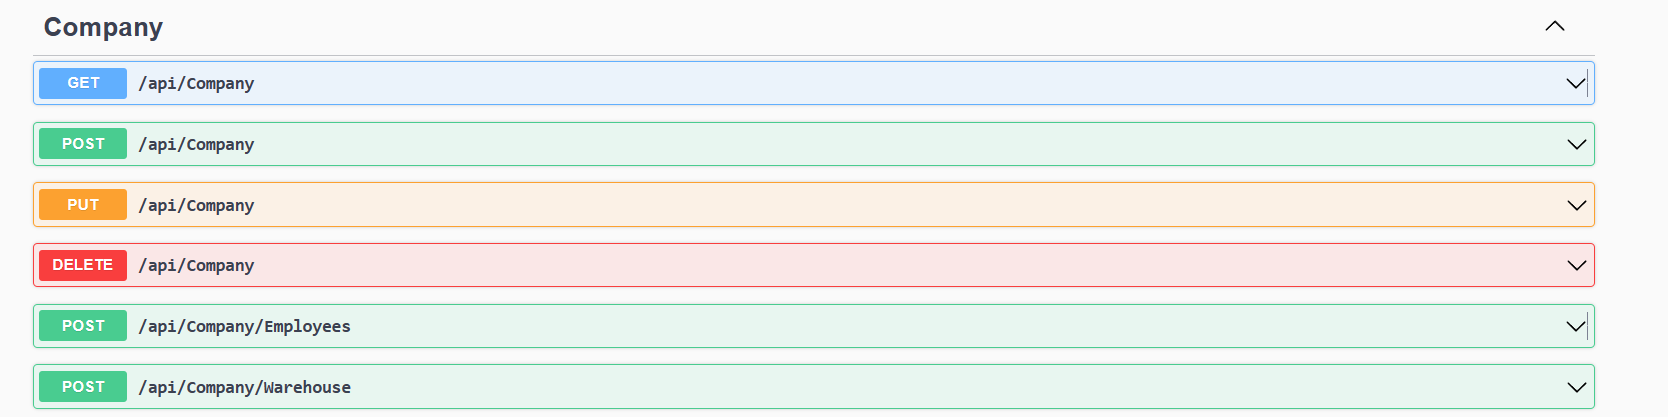 Company
GET /api/Company
POST /api/Company
PUT /api/Company
DELETE /api/Company
POST /api/Company/Employees
POST /api/Company/Warehouse